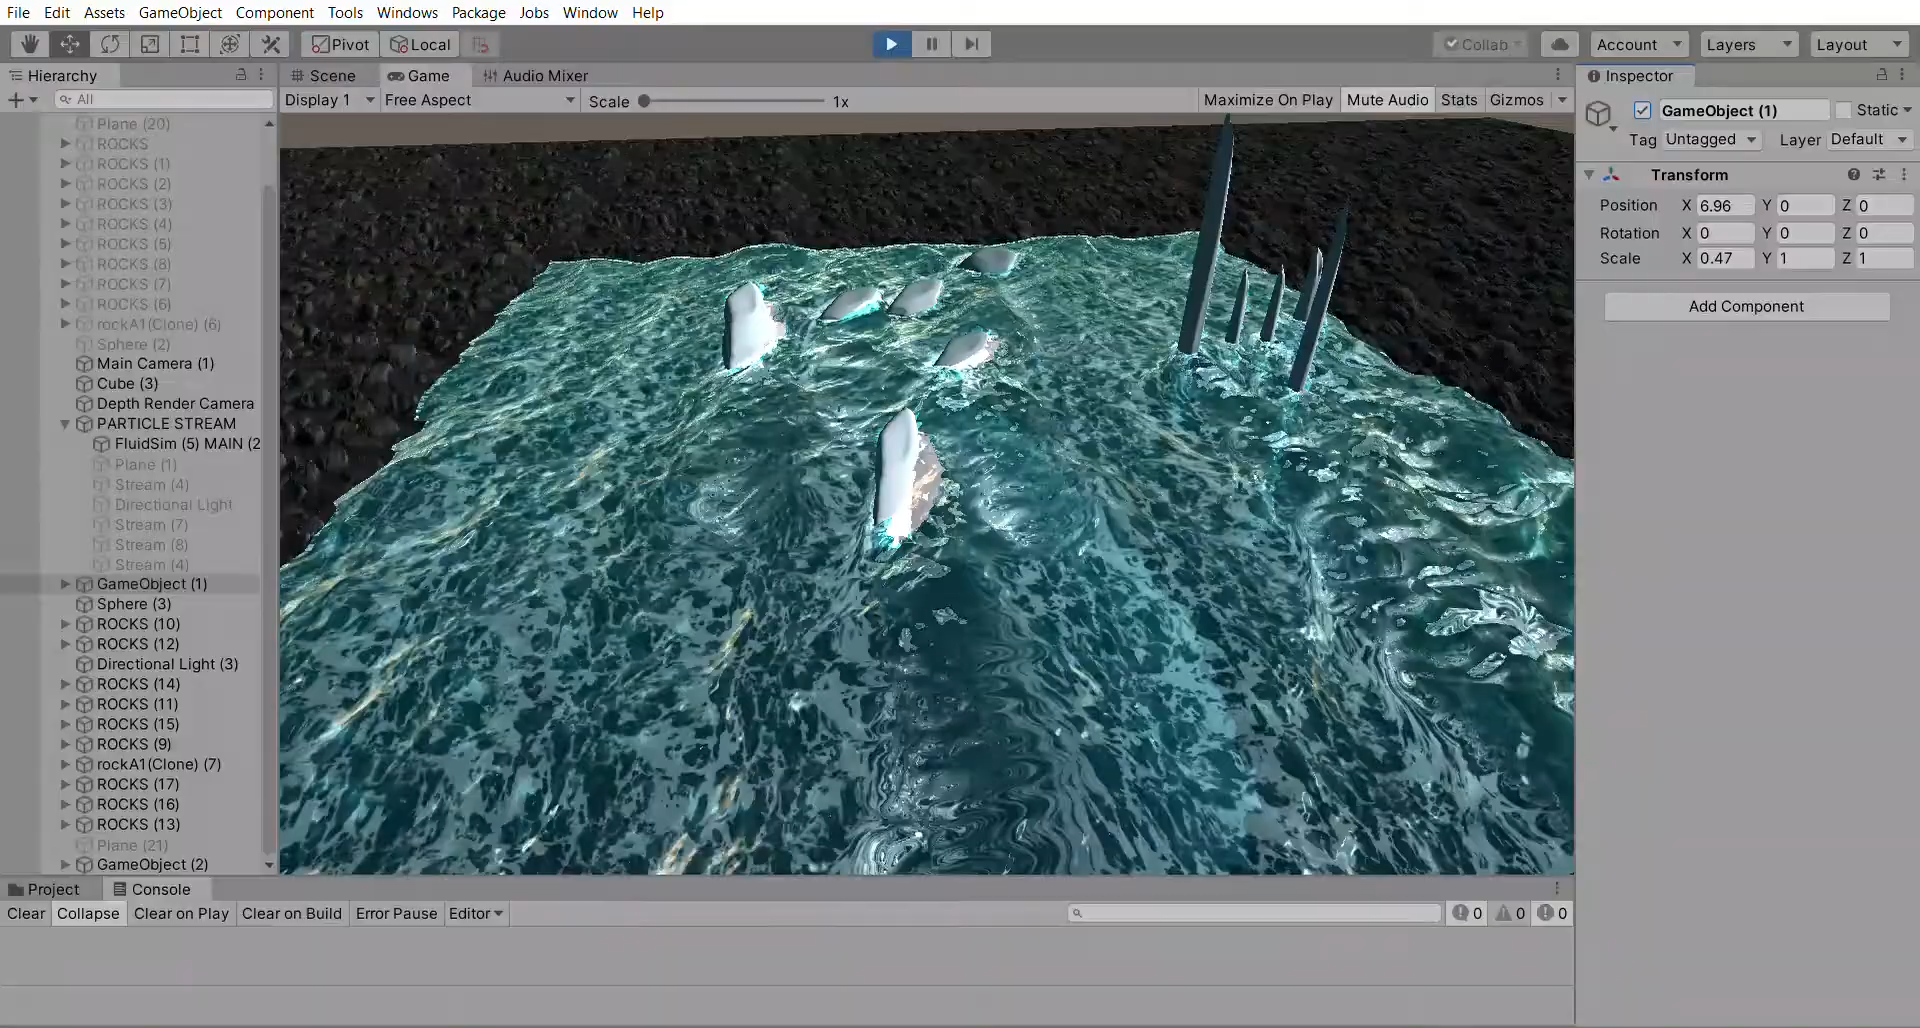 File Edit Assets GameObject Component Tools Windows Package Jobs Window Help
Pivot Local Collab Account Layers Layout
Hierarchy
All
Plane (20)
ROCKS
ROCKS (1)
ROCKS (2)
ROCKS (3)
ROCKS (4)
ROCKS (5)
ROCKS (8)
ROCKS (7)
ROCKS (6)
rockA1(Clone) (6)
Sphere (2)
Main Camera (1)
Cube (3)
Depth Render Camera
PARTICLE STREAM
FluidSim (5) MAIN (2
Plane (1)
Stream (4)
Directional Light
Stream (7)
Stream (8)
Stream (4)
GameObject (1)
Sphere (3)
ROCKS (10)
ROCKS (12)
Directional Light (3)
ROCKS (14)
ROCKS (11)
ROCKS (15)
ROCKS (9)
rockA1(Clone) (7)
ROCKS (17)
ROCKS (16)
ROCKS (13)
Plane (21)
GameObject (2)
Scene Game Audio Mixer
Display 1 Free Aspect Scale 1x Maximize On Play Mute Audio Stats Gizmos
Inspector
GameObject (1) Static
Tag Untagged Layer Default
Transform
Position X 6.96 Y 0 Z 0
Rotation X 0 Y 0 Z 0
Scale X 0.47 Y 1 Z 1
Add Component
Project Console
Clear Collapse Clear on Play Clear on Build Error Pause Editor 0 0 0